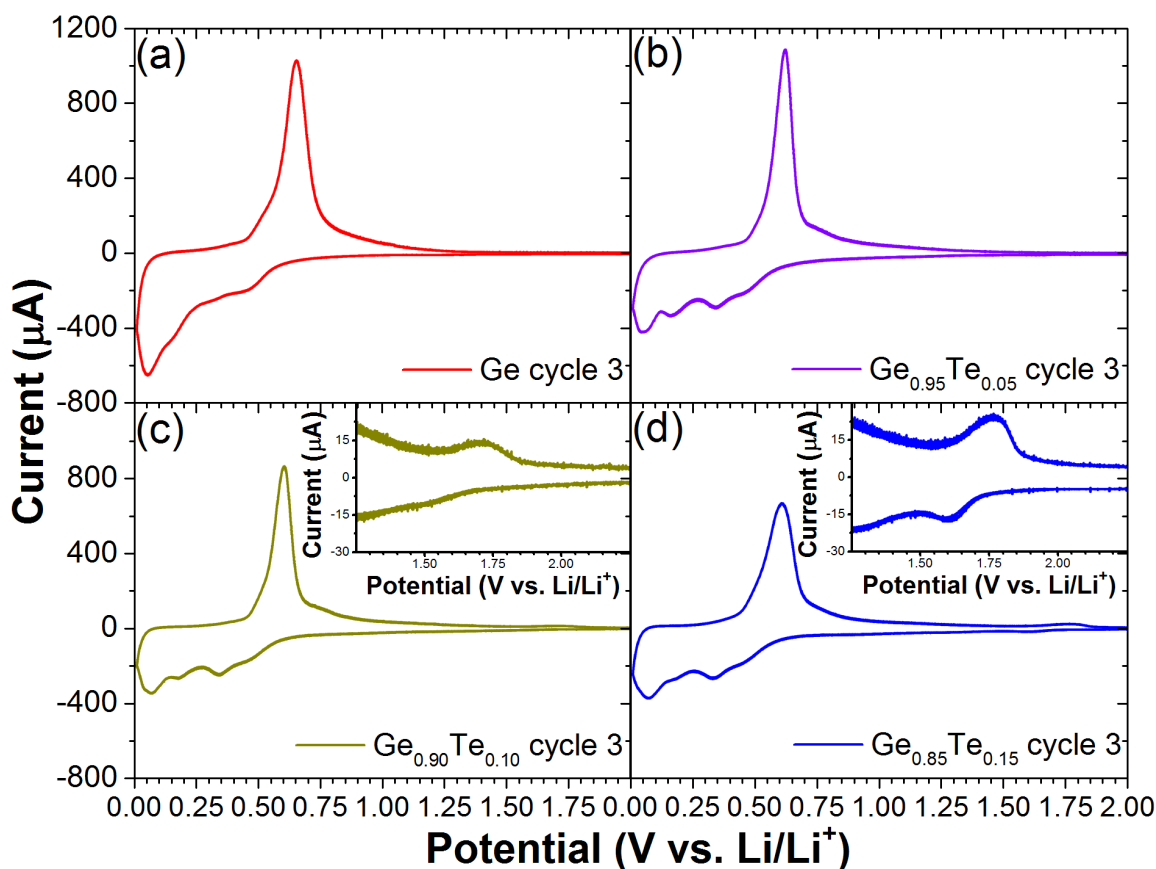 (a)
(b)
1200
800
400
0
-400
-800
Ge cycle 3
Ge0.95Te0.05 cycle 3
(c)
(d)
Current (μA)
15
0
-15
-30
1.50 1.75 2.00
Potential (V vs. Li/Li+)
Current (μA)
15
0
-15
-30
1.50 1.75 2.00
Potential (V vs. Li/Li+)
800
400
0
-400
-800
Ge0.90Te0.10 cycle 3
Ge0.85Te0.15 cycle 3
Current (μA)
0.00 0.25 0.50 0.75 1.00 1.25 1.50 1.75
0.25 0.50 0.75 1.00 1.25 1.50 1.75 2.00
Potential (V vs. Li/Li+)